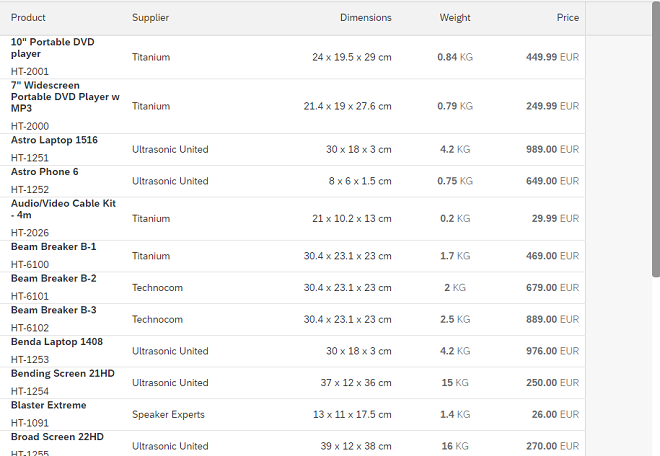 Product Supplier Dimensions Weight Price
10" Portable DVD
player
HT-2001
Titanium 24 x 19.5 x 29 cm 0.84 KG 449.99 EUR
7" Widescreen
Portable DVD Player w
MP3
HT-2000
Titanium 21.4 x 19 x 27.6 cm 0.79 KG 249.99 EUR
Astro Laptop 1516
HT-1251
Ultrasonic United 30 x 18 x 3 cm 4.2 KG 989.00 EUR
Astro Phone 6
HT-1252
Ultrasonic United 8 x 6 x 1.5 cm 0.75 KG 649.00 EUR
Audio/Video Cable Kit
- 4m
HT-2026
Titanium 21 x 10.2 x 13 cm 0.2 KG 29.99 EUR
Beam Breaker B-1
HT-6100
Titanium 30.4 x 23.1 x 23 cm 1.7 KG 469.00 EUR
Beam Breaker B-2
HT-6101
Technocom 30.4 x 23.1 x 23 cm 2 KG 679.00 EUR
Beam Breaker B-3
HT-6102
Technocom 30.4 x 23.1 x 23 cm 2.5 KG 889.00 EUR
Benda Laptop 1408
HT-1253
Ultrasonic United 30 x 18 x 3 cm 4.2 KG 976.00 EUR
Bending Screen 21HD
HT-1254
Ultrasonic United 37 x 12 x 36 cm 15 KG 250.00 EUR
Blaster Extreme
HT-1091
Speaker Experts 13 x 11 x 17.5 cm 1.4 KG 26.00 EUR
Broad Screen 22HD
HT-1255
Ultrasonic United 39 x 12 x 38 cm 16 KG 270.00 EUR